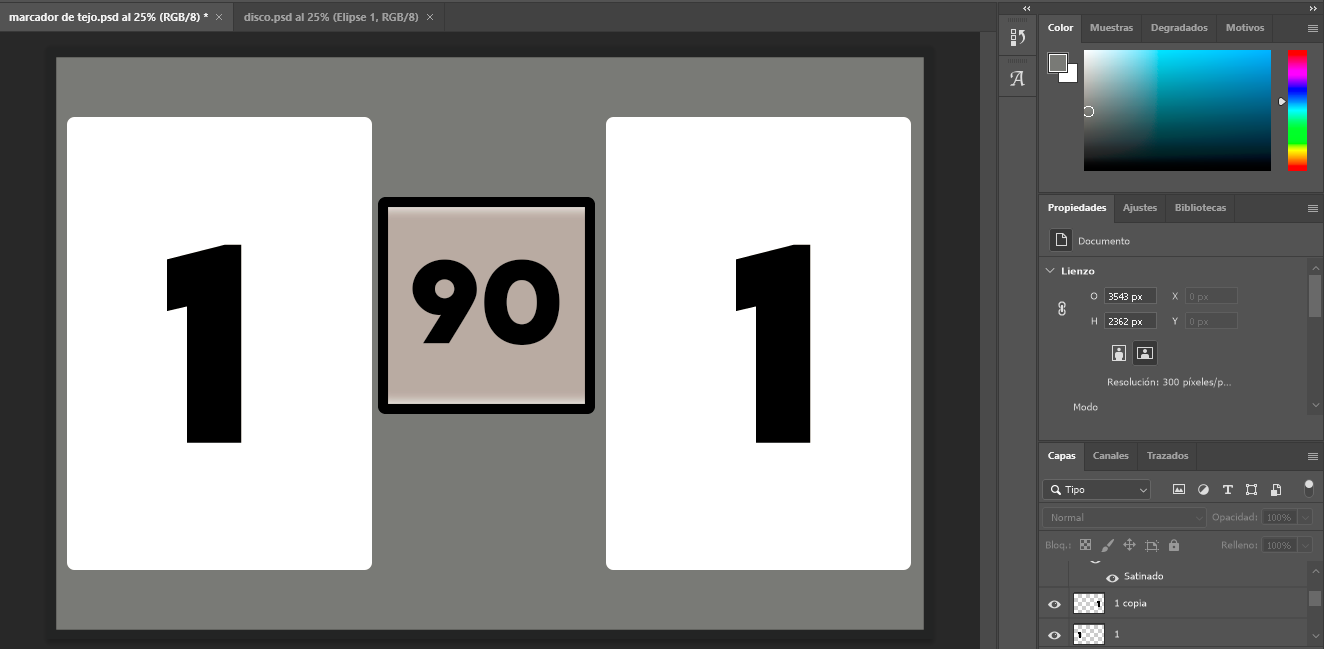 marcador de tejo.psd al 25% (RGB/8) *
disco.psd al 25% (Elipse 1, RGB/8)
1
90
1
Color Muestras Degradados Motivos
Propiedades Ajustes Bibliotecas
Documento
Lienzo
O 3543 px X 0 px
H 2362 px Y 0 px
Resolución: 300 píxeles/p...
Modo
Capas Canales Trazados
Tipo
Normal Opacidad: 100%
Bloq.: Relleno: 100%
Satinado
1 copia
1